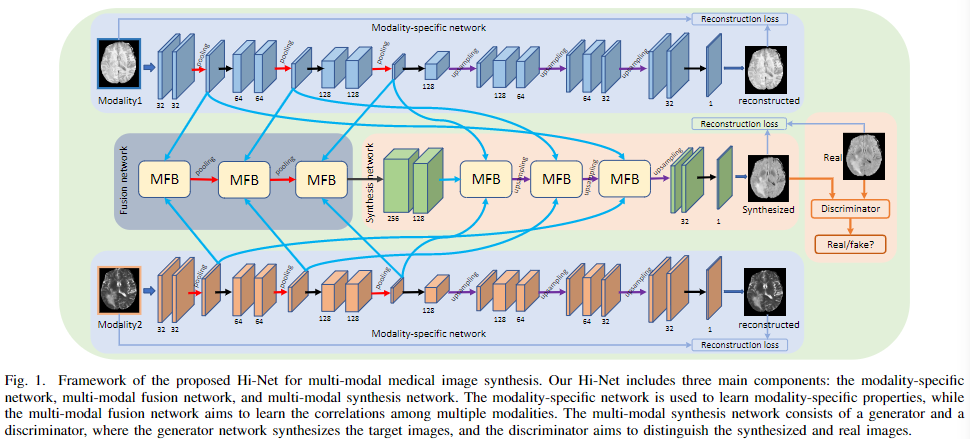 Modality-specific network
Reconstruction loss
pooling
pooling
pooling
upsampling
upsampling
upsampling
Modality1
32 32
64 64
128 128
128
128 64
64 32
32
1
reconstructed
Reconstruction loss
Fusion network
MFB
pooling
MFB
pooling
MFB
Synthesis network
256 128
MFB
upsampling
MFB
upsampling
MFB
upsampling
32
1
Synthesized
Real
Discriminator
Real/fake?
pooling
pooling
pooling
upsampling
upsampling
upsampling
Modality2
32 32
64 64
128 128
128
128 64
64 32
32
1
reconstructed
Modality-specific network
Reconstruction loss
Fig. 1. Framework of the proposed Hi-Net for multi-modal medical image synthesis. Our Hi-Net includes three main components: the modality-specific
network, multi-modal fusion network, and multi-modal synthesis network. The modality-specific network is used to learn modality-specific properties, while
the multi-modal fusion network aims to learn the correlations among multiple modalities. The multi-modal synthesis network consists of a generator and a
discriminator, where the generator network synthesizes the target images, and the discriminator aims to distinguish the synthesized and real images.